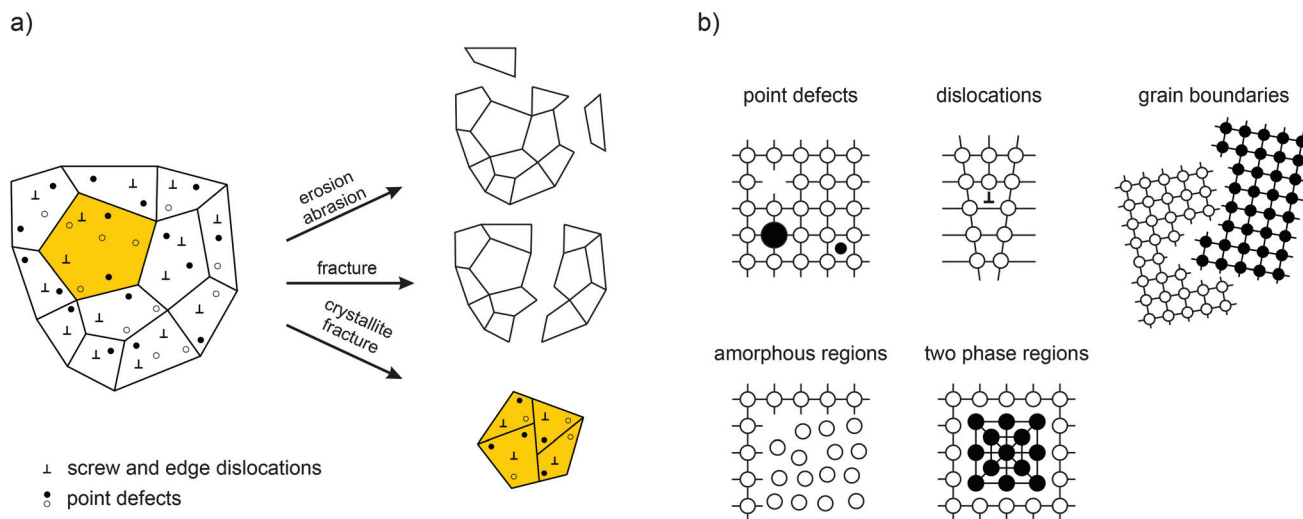 a)
erosion
abrasion
fracture
crystallite
fracture
⊥ screw and edge dislocations
● ○ point defects
b)
point defects
dislocations
grain boundaries
amorphous regions
two phase regions